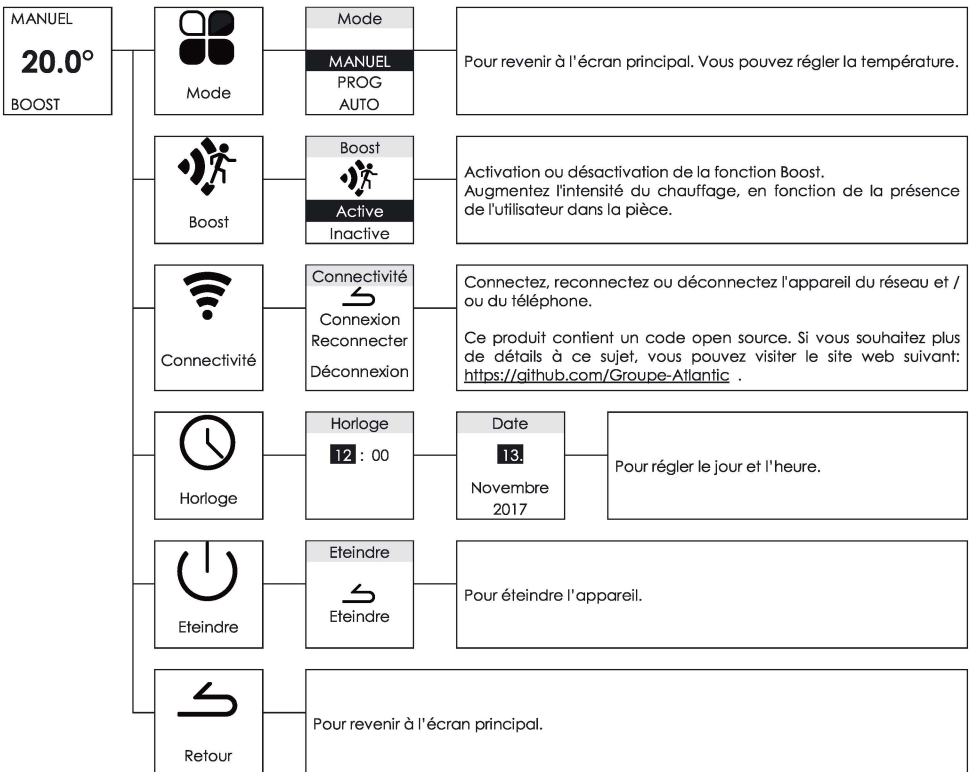 MANUEL
20.0°
BOOST
Mode
Mode
MANUEL
PROG
AUTO
Pour revenir à l'écran principal. Vous pouvez régler la température.
Boost
Boost
Active
Inactive
Activation ou désactivation de la fonction Boost.
Augmentez l'intensité du chauffage, en fonction de la présence
de l'utilisateur dans la pièce.
Connectivité
Connectivité
Connexion
Reconnecter
Déconnexion
Connectez, reconnectez ou déconnectez l'appareil du réseau et /
ou du téléphone.
Ce produit contient un code open source. Si vous souhaitez plus
de détails à ce sujet, vous pouvez visiter le site web suivant:
https://github.com/Groupe-Atlantic .
Horloge
Horloge
12 : 00
Date
13.
Novembre
2017
Pour régler le jour et l'heure.
Eteindre
Eteindre
Eteindre
Pour éteindre l'appareil.
Retour
Pour revenir à l'écran principal.